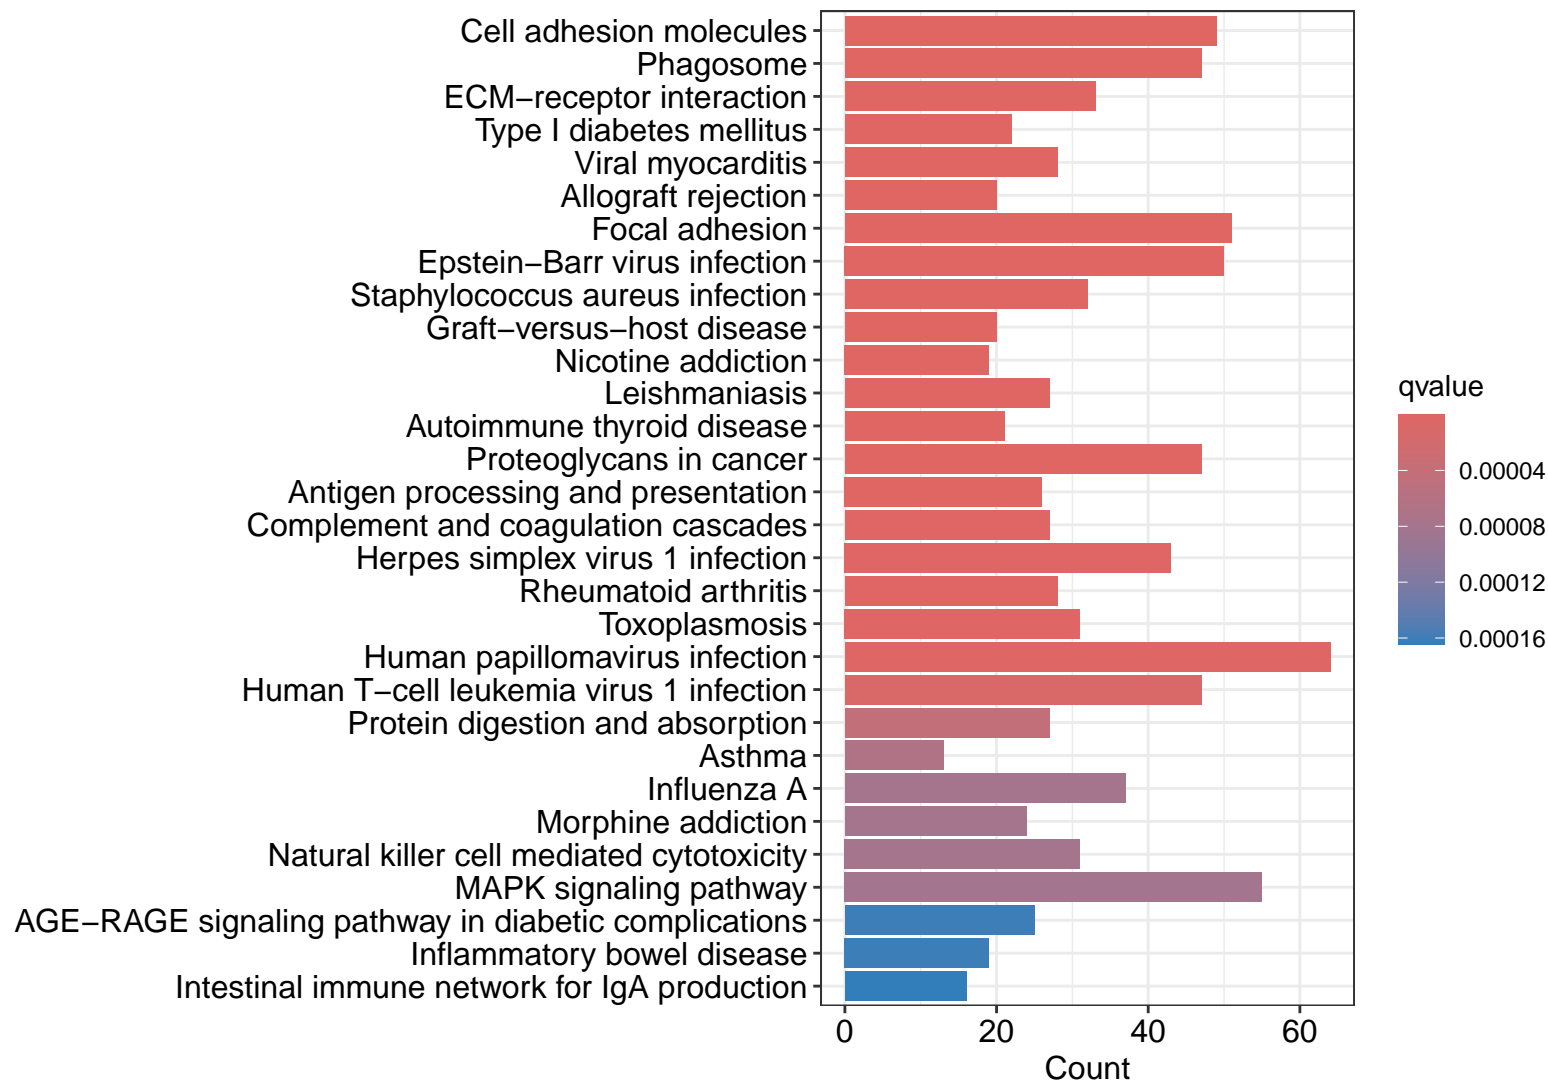 Cell adhesion molecules
Phagosome
ECM−receptor interaction
Type I diabetes mellitus
Viral myocarditis
Allograft rejection
Focal adhesion
Epstein−Barr virus infection
Staphylococcus aureus infection
Graft−versus−host disease
Nicotine addiction
Leishmaniasis
Autoimmune thyroid disease
Proteoglycans in cancer
Antigen processing and presentation
Complement and coagulation cascades
Herpes simplex virus 1 infection
Rheumatoid arthritis
Toxoplasmosis
Human papillomavirus infection
Human T−cell leukemia virus 1 infection
Protein digestion and absorption
Asthma
Influenza A
Morphine addiction
Natural killer cell mediated cytotoxicity
MAPK signaling pathway
AGE−RAGE signaling pathway in diabetic complications
Inflammatory bowel disease
Intestinal immune network for IgA production
0 20 40 60
Count
qvalue
0.00004
0.00008
0.00012
0.00016